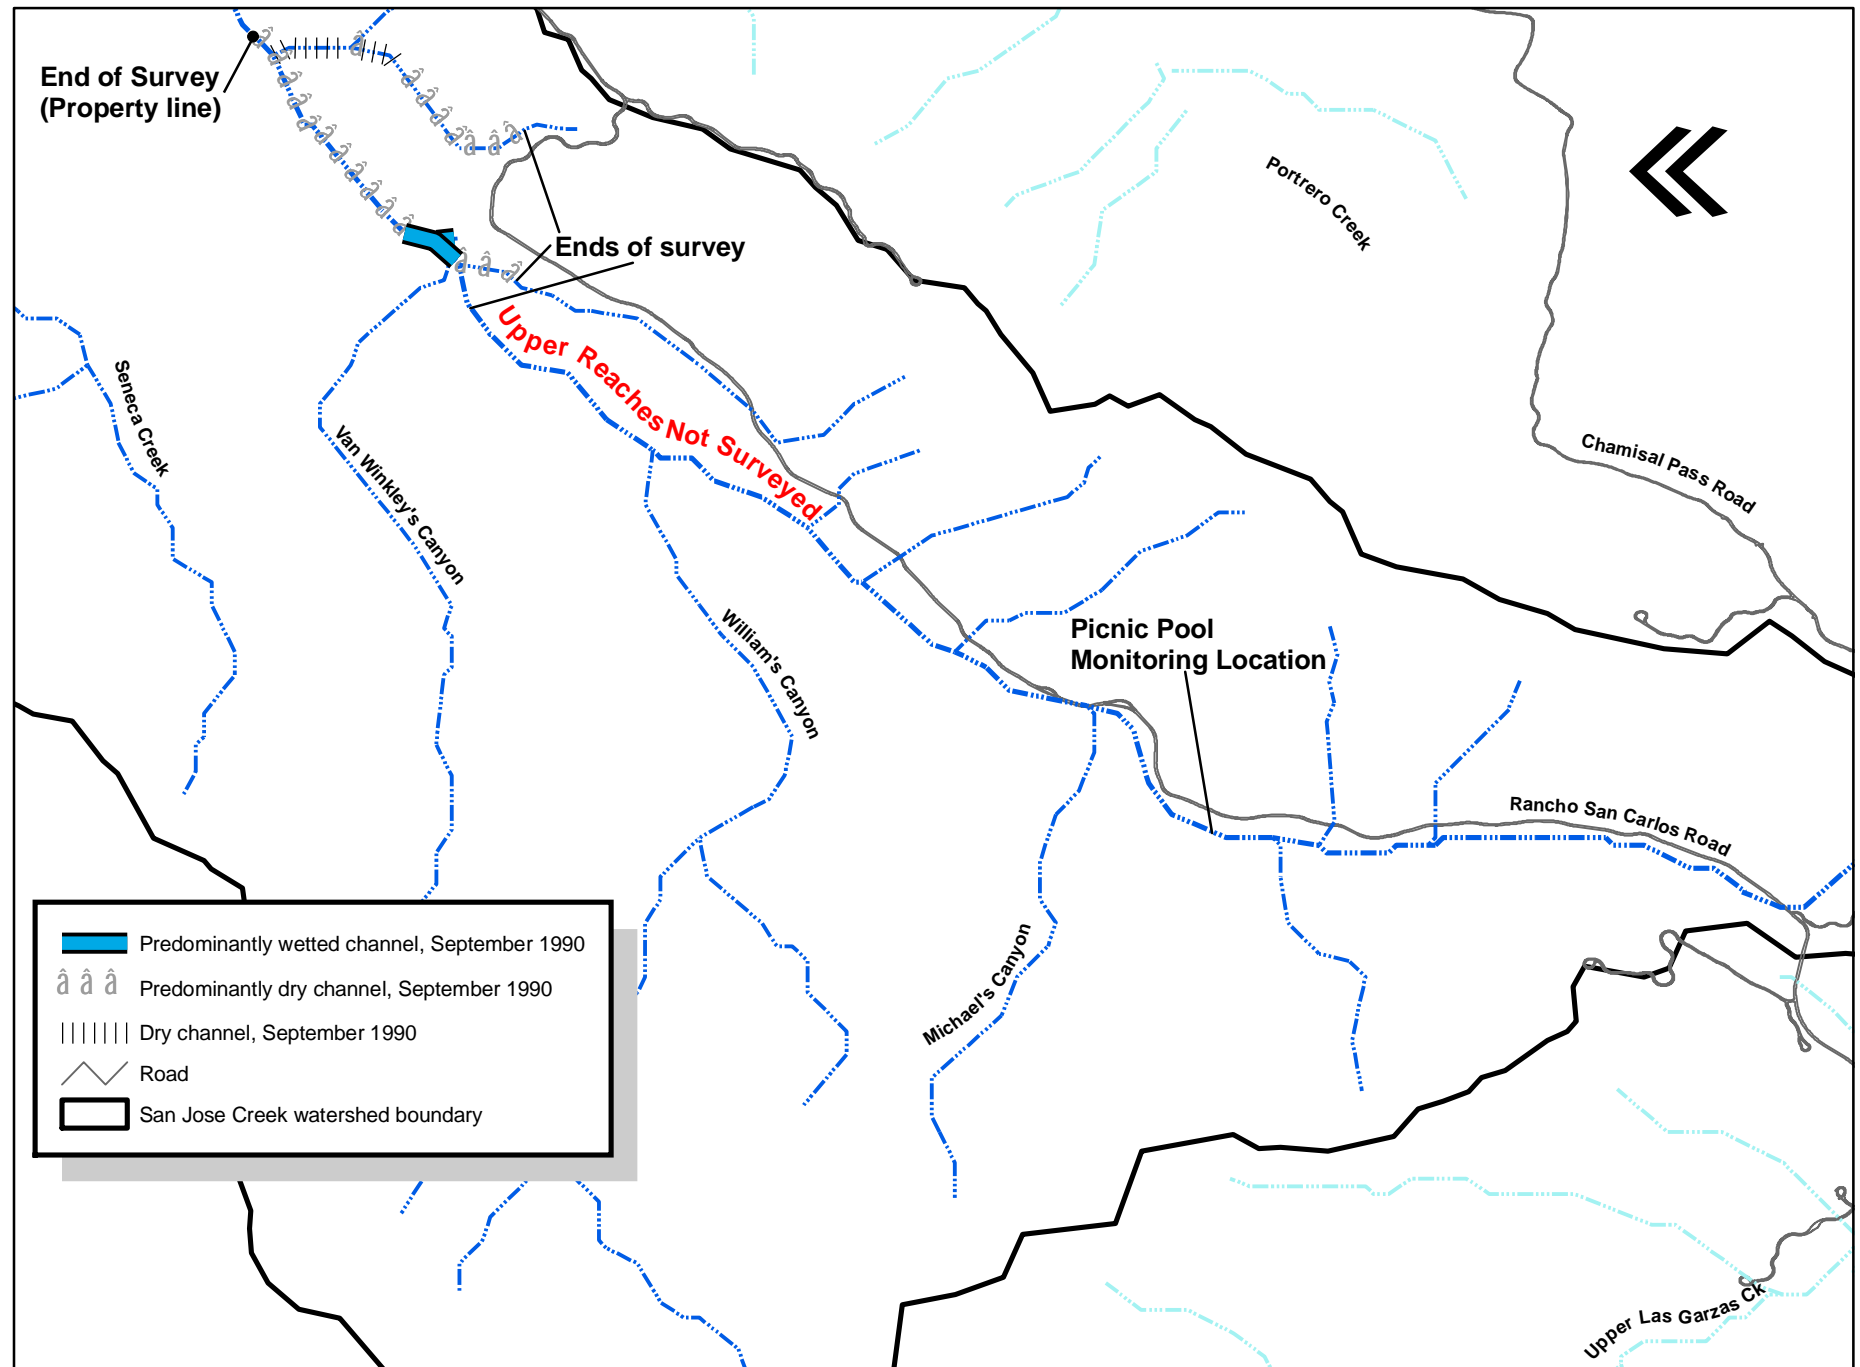 End of Survey
(Property line)
Ends of survey
Portrero Creek
Upper Reaches Not Surveyed
Seneca Creek
Van Winkley's Canyon
William's Canyon
Chamisal Pass Road
Picnic Pool
Monitoring Location
Rancho San Carlos Road
Michael's Canyon
Upper Las Garzas Ck
Predominantly wetted channel, September 1990
â â â Predominantly dry channel, September 1990
Dry channel, September 1990
Road
San Jose Creek watershed boundary